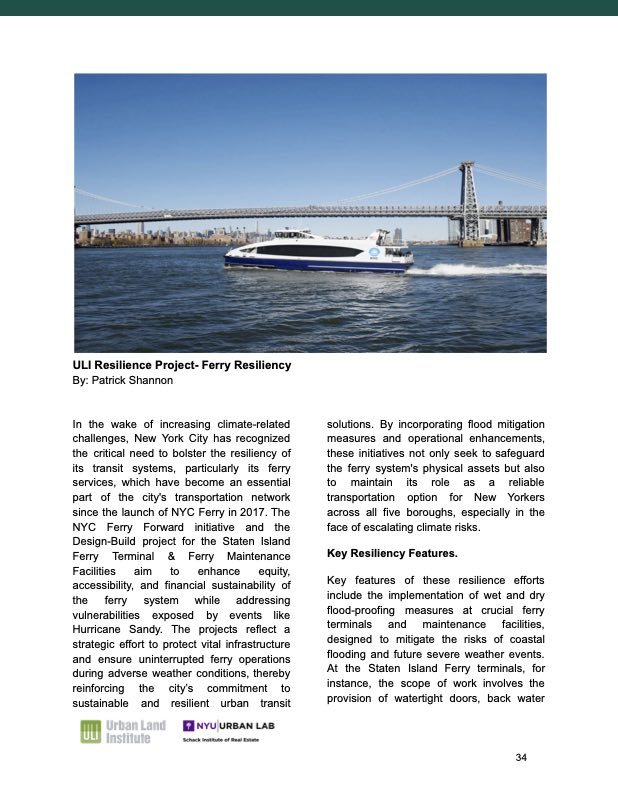 ULI Resilience Project- Ferry Resiliency
By: Patrick Shannon
In the wake of increasing climate-related
challenges, New York City has recognized
the critical need to bolster the resiliency of
its transit systems, particularly its ferry
services, which have become an essential
part of the city's transportation network
since the launch of NYC Ferry in 2017. The
NYC Ferry Forward initiative and the
Design-Build project for the Staten Island
Ferry Terminal & Ferry Maintenance
Facilities aim to enhance equity,
accessibility, and financial sustainability of
the ferry system while addressing
vulnerabilities exposed by events like
Hurricane Sandy. The projects reflect a
strategic effort to protect vital infrastructure
and ensure uninterrupted ferry operations
during adverse weather conditions, thereby
reinforcing the city’s commitment to
sustainable and resilient urban transit
solutions. By incorporating flood mitigation
measures and operational enhancements,
these initiatives not only seek to safeguard
the ferry system's physical assets but also
to maintain its role as a reliable
transportation option for New Yorkers
across all five boroughs, especially in the
face of escalating climate risks.
Key Resiliency Features.
Key features of these resilience efforts
include the implementation of wet and dry
flood-proofing measures at crucial ferry
terminals and maintenance facilities,
designed to mitigate the risks of coastal
flooding and future severe weather events.
At the Staten Island Ferry terminals, for
instance, the scope of work involves the
provision of watertight doors, back water
ULI Urban Land
Institute
NYU URBAN LAB
Schack Institute of Real Estate
34